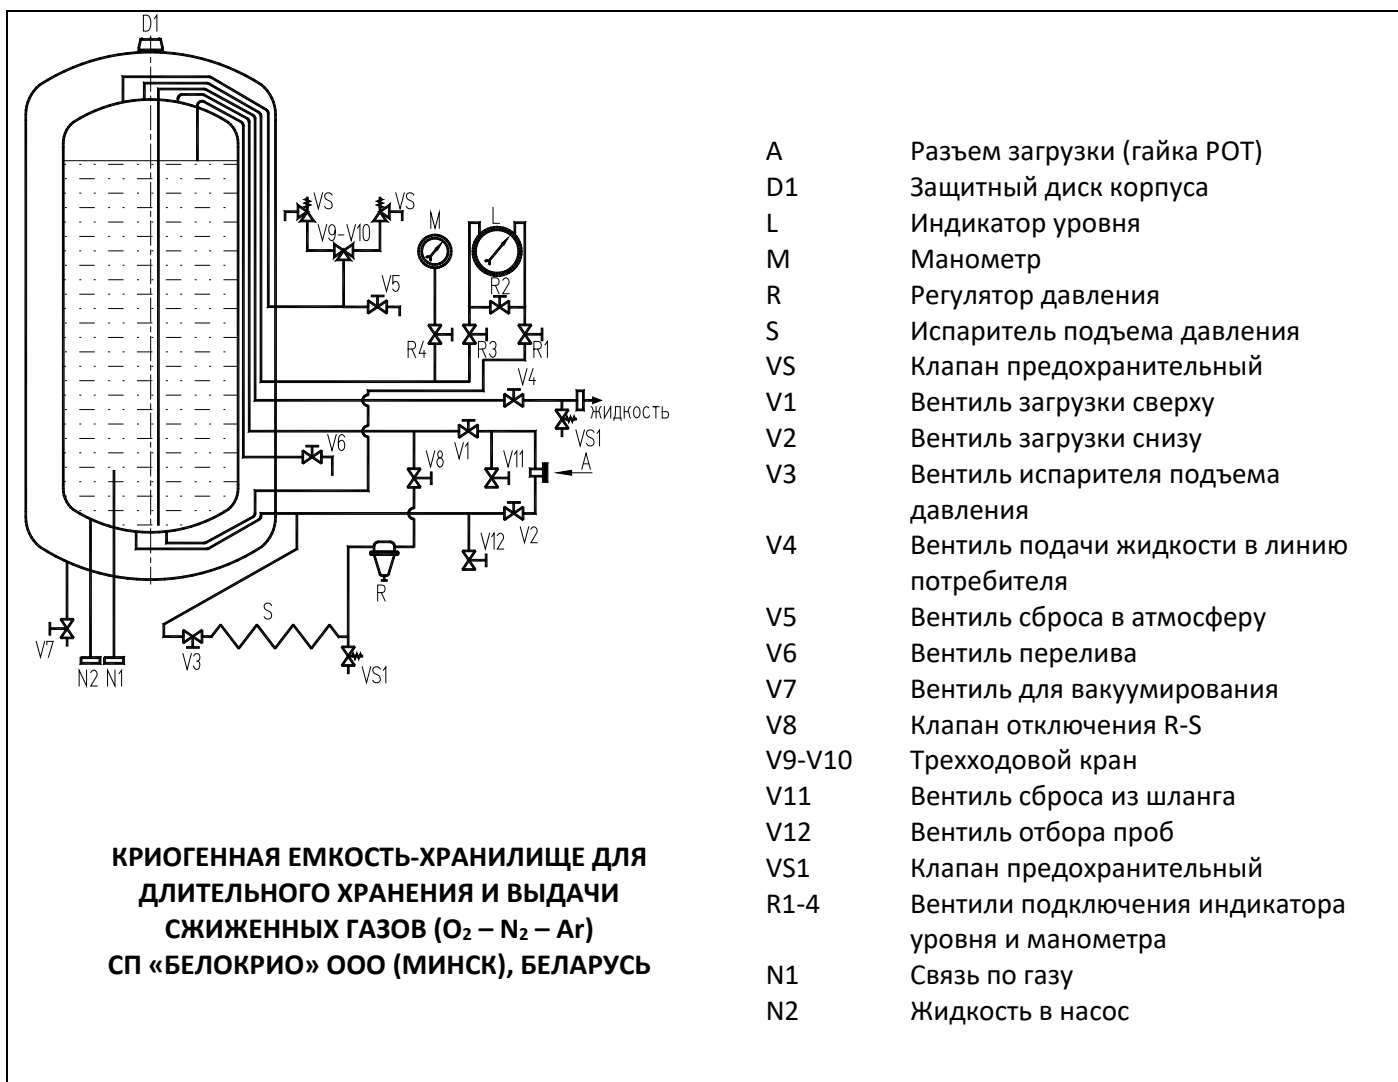 D1
VS
VS
V9-V10
M
L
V5
R2
R4
R3
R1
V4
ЖИДКОСТЬ
VS1
V6
V8
V1
V11
A
V12
V2
R
S
V7
V3
VS1
N2
N1
КРИОГЕННАЯ ЕМКОСТЬ-ХРАНИЛИЩЕ ДЛЯ
ДЛИТЕЛЬНОГО ХРАНЕНИЯ И ВЫДАЧИ
СЖИЖЕННЫХ ГАЗОВ (O₂ – N₂ – Ar)
СП «БЕЛОКРИО» ООО (МИНСК), БЕЛАРУСЬ
A Разъем загрузки (гайка РОТ)
D1 Защитный диск корпуса
L Индикатор уровня
M Манометр
R Регулятор давления
S Испаритель подъема давления
VS Клапан предохранительный
V1 Вентиль загрузки сверху
V2 Вентиль загрузки снизу
V3 Вентиль испарителя подъема
давления
V4 Вентиль подачи жидкости в линию
потребителя
V5 Вентиль сброса в атмосферу
V6 Вентиль перелива
V7 Вентиль для вакуумирования
V8 Клапан отключения R-S
V9-V10 Трехходовой кран
V11 Вентиль сброса из шланга
V12 Вентиль отбора проб
VS1 Клапан предохранительный
R1-4 Вентили подключения индикатора
уровня и манометра
N1 Связь по газу
N2 Жидкость в насос